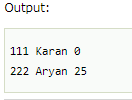 Output:
111 Karan 0
222 Aryan 25